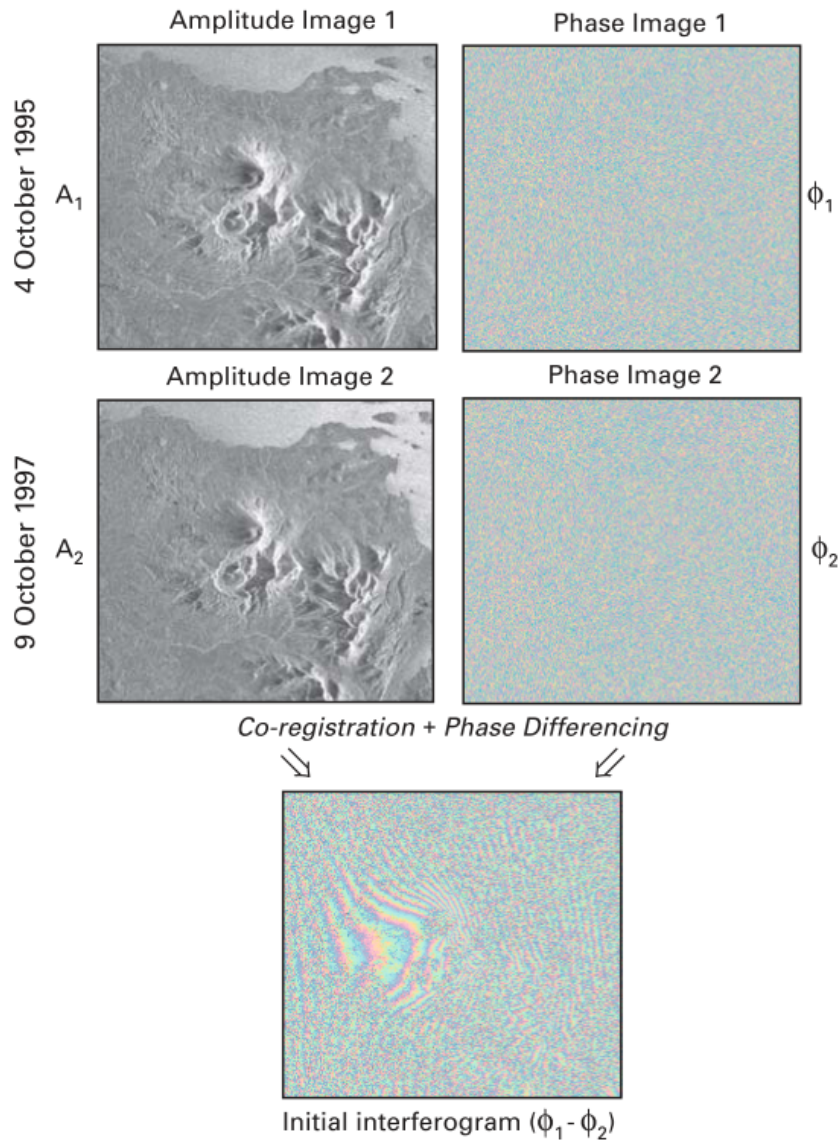 Amplitude Image 1
Phase Image 1
4 October 1995
A₁
ϕ₁
Amplitude Image 2
Phase Image 2
9 October 1997
A₂
ϕ₂
Co-registration + Phase Differencing
Initial interferogram (ϕ₁-ϕ₂)